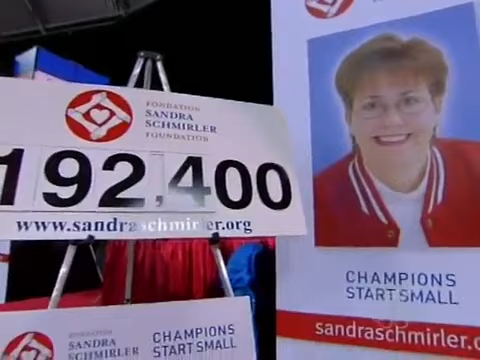 FONDATION
SANDRA
SCHMIRLER
FOUNDATION
192,400
www.sandraschmirler.org
FONDATION
SANDRA
SCHMIRLER
CHAMPIONS
START SMALL
CHAMPIONS
START SMALL
sandraschmirler.o